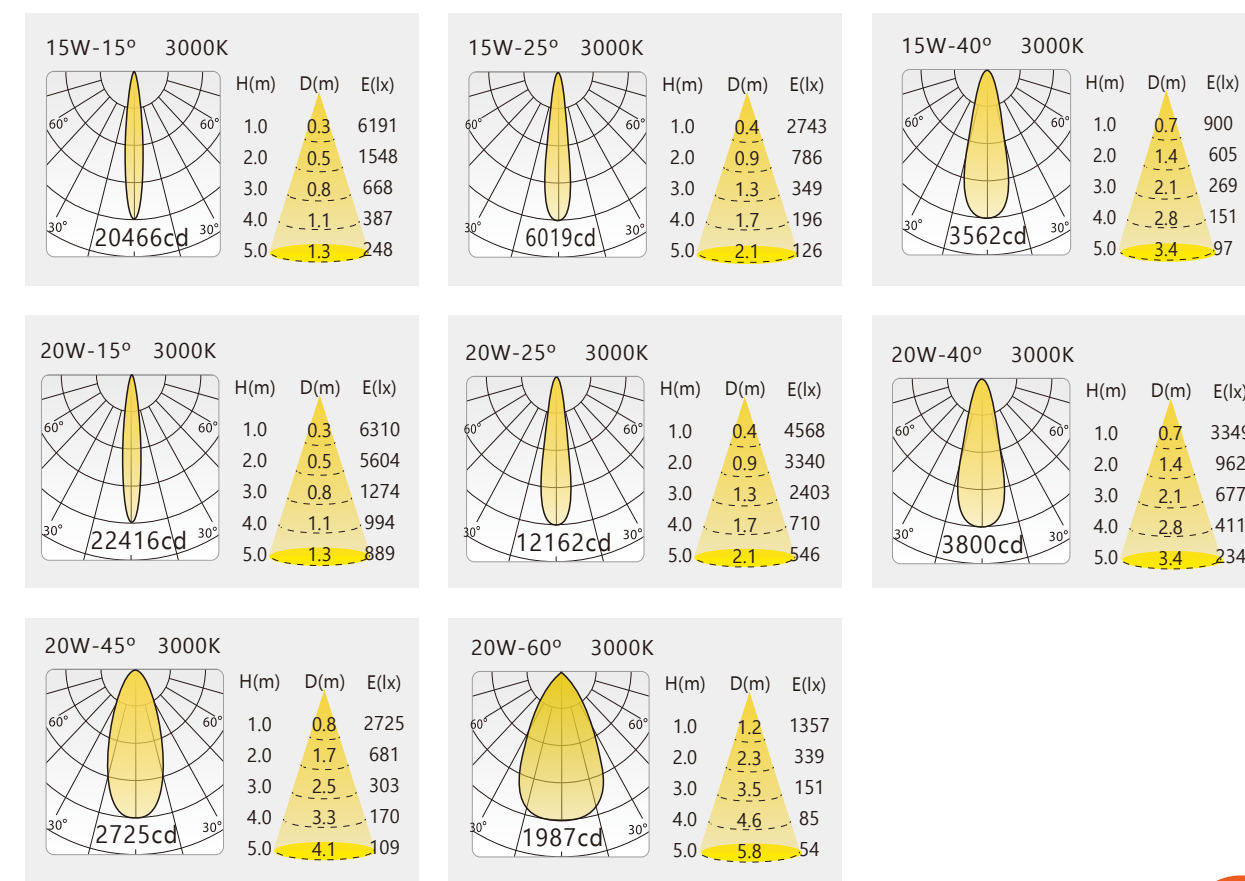 15W-15° 3000K
H(m) D(m) E(lx)
1.0 0.3 6191
2.0 0.5 1548
3.0 0.8 668
4.0 1.1 387
5.0 1.3 248
60° 60°
30° 30°
20466cd
15W-25° 3000K
H(m) D(m) E(lx)
1.0 0.4 2743
2.0 0.9 786
3.0 1.3 349
4.0 1.7 196
5.0 2.1 126
60° 60°
30° 30°
6019cd
15W-40° 3000K
H(m) D(m) E(lx)
1.0 0.7 900
2.0 1.4 605
3.0 2.1 269
4.0 2.8 151
5.0 3.4 97
60° 60°
30° 30°
3562cd
20W-15° 3000K
H(m) D(m) E(lx)
1.0 0.3 6310
2.0 0.5 5604
3.0 0.8 1274
4.0 1.1 994
5.0 1.3 889
60° 60°
30° 30°
22416cd
20W-25° 3000K
H(m) D(m) E(lx)
1.0 0.4 4568
2.0 0.9 3340
3.0 1.3 2403
4.0 1.7 710
5.0 2.1 546
60° 60°
30° 30°
12162cd
20W-40° 3000K
H(m) D(m) E(lx)
1.0 0.7 3349
2.0 1.4 962
3.0 2.1 677
4.0 2.8 411
5.0 3.4 234
60° 60°
30° 30°
3800cd
20W-45° 3000K
H(m) D(m) E(lx)
1.0 0.8 2725
2.0 1.7 681
3.0 2.5 303
4.0 3.3 170
5.0 4.1 109
60° 60°
30° 30°
2725cd
20W-60° 3000K
H(m) D(m) E(lx)
1.0 1.2 1357
2.0 2.3 339
3.0 3.5 151
4.0 4.6 85
5.0 5.8 54
60° 60°
30° 30°
1987cd